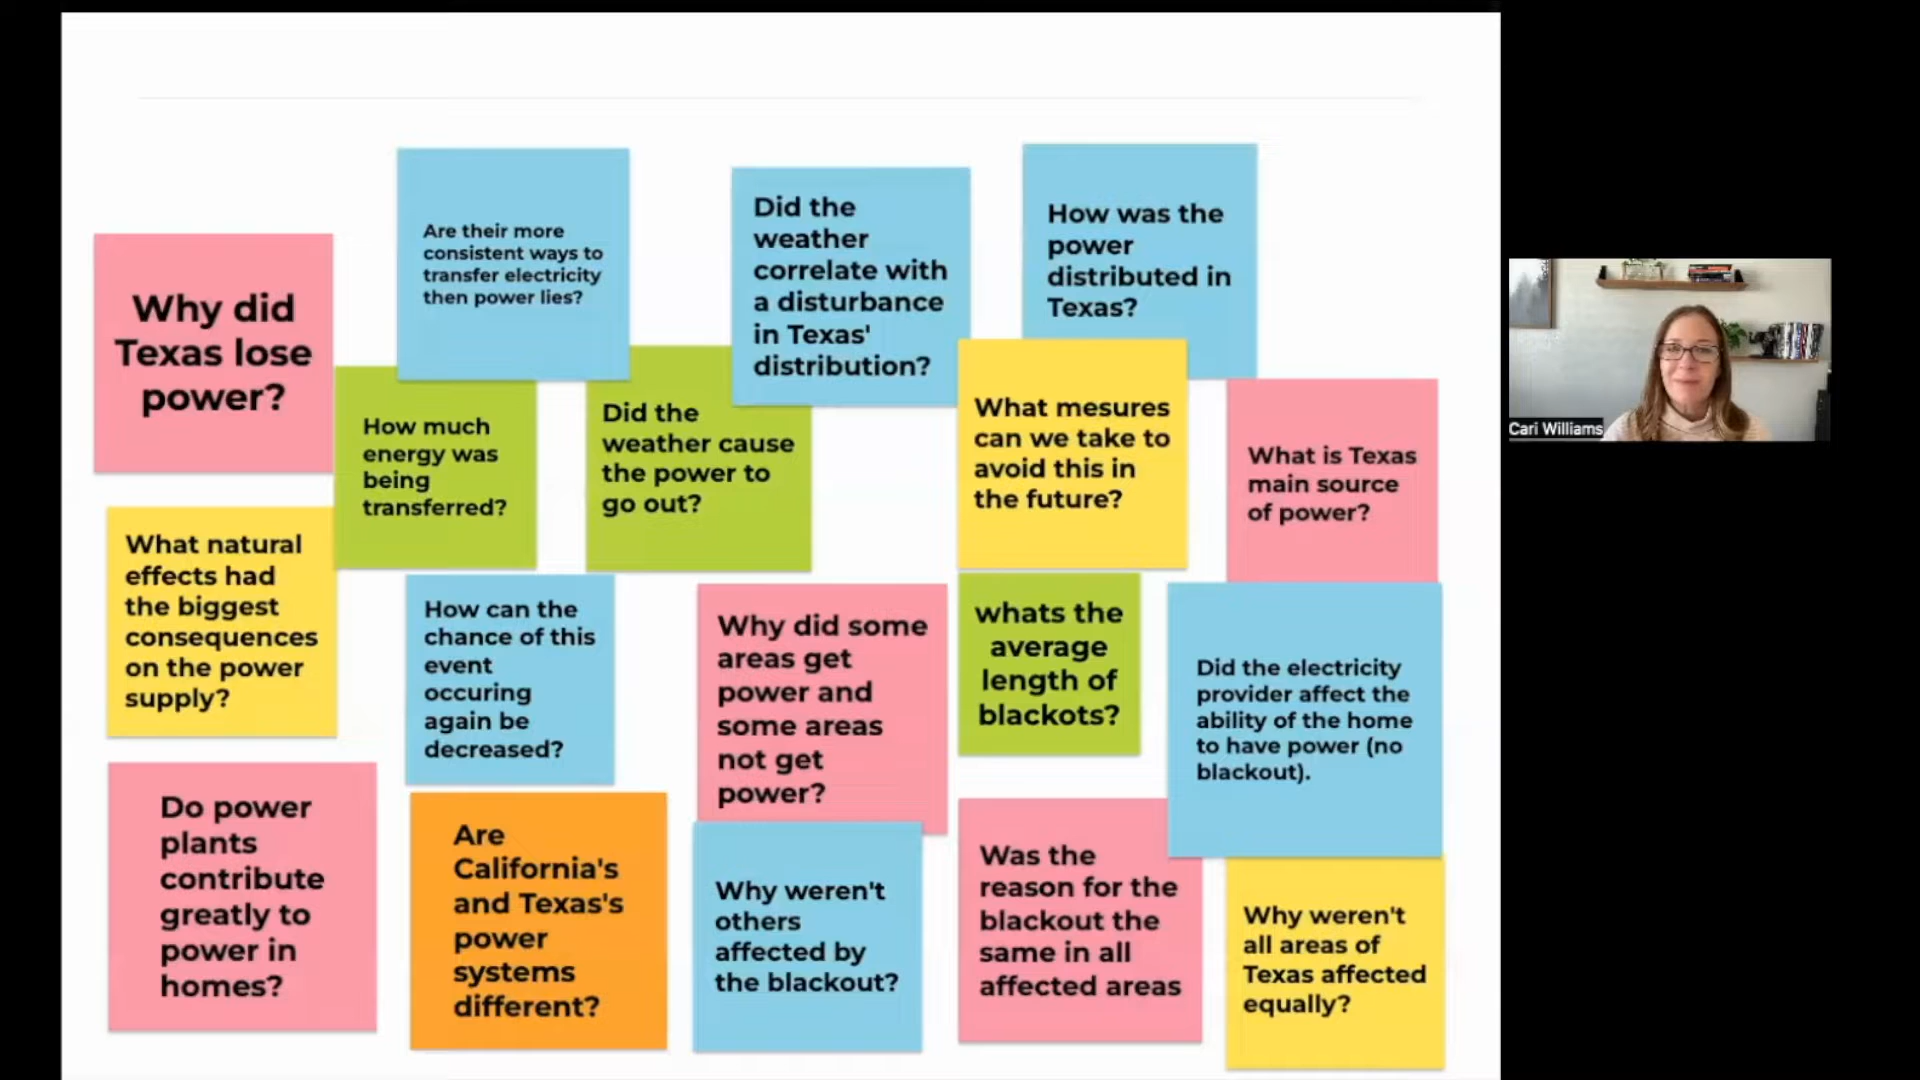 Why did
Texas lose
power?
Are their more
consistent ways to
transfer electricity
then power lies?
Did the
weather
correlate with
a disturbance
in Texas'
distribution?
How was the
power
distributed in
Texas?
How much
energy was
being
transferred?
Did the
weather cause
the power to
go out?
What mesures
can we take to
avoid this in
the future?
What is Texas
main source
of power?
What natural
effects had
the biggest
consequences
on the power
supply?
How can the
chance of this
event
occuring
again be
decreased?
Why did some
areas get
power and
some areas
not get
power?
whats the
average
length of
blackots?
Did the electricity
provider affect the
ability of the home
to have power (no
blackout).
Do power
plants
contribute
greatly to
power in
homes?
Are
California's
and Texas's
power
systems
different?
Why weren't
others
affected by
the blackout?
Was the
reason for the
blackout the
same in all
affected areas
Why weren't
all areas of
Texas affected
equally?
Cari Williams